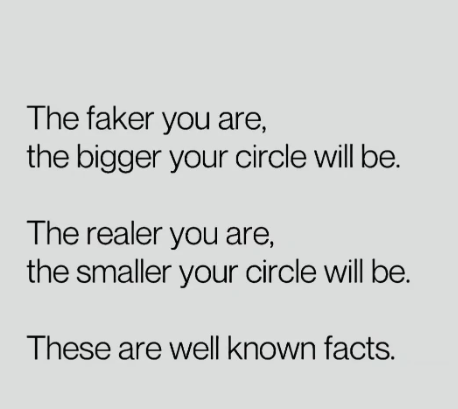 The faker you are,
the bigger your circle will be.
The realer you are,
the smaller your circle will be.
These are well known facts.